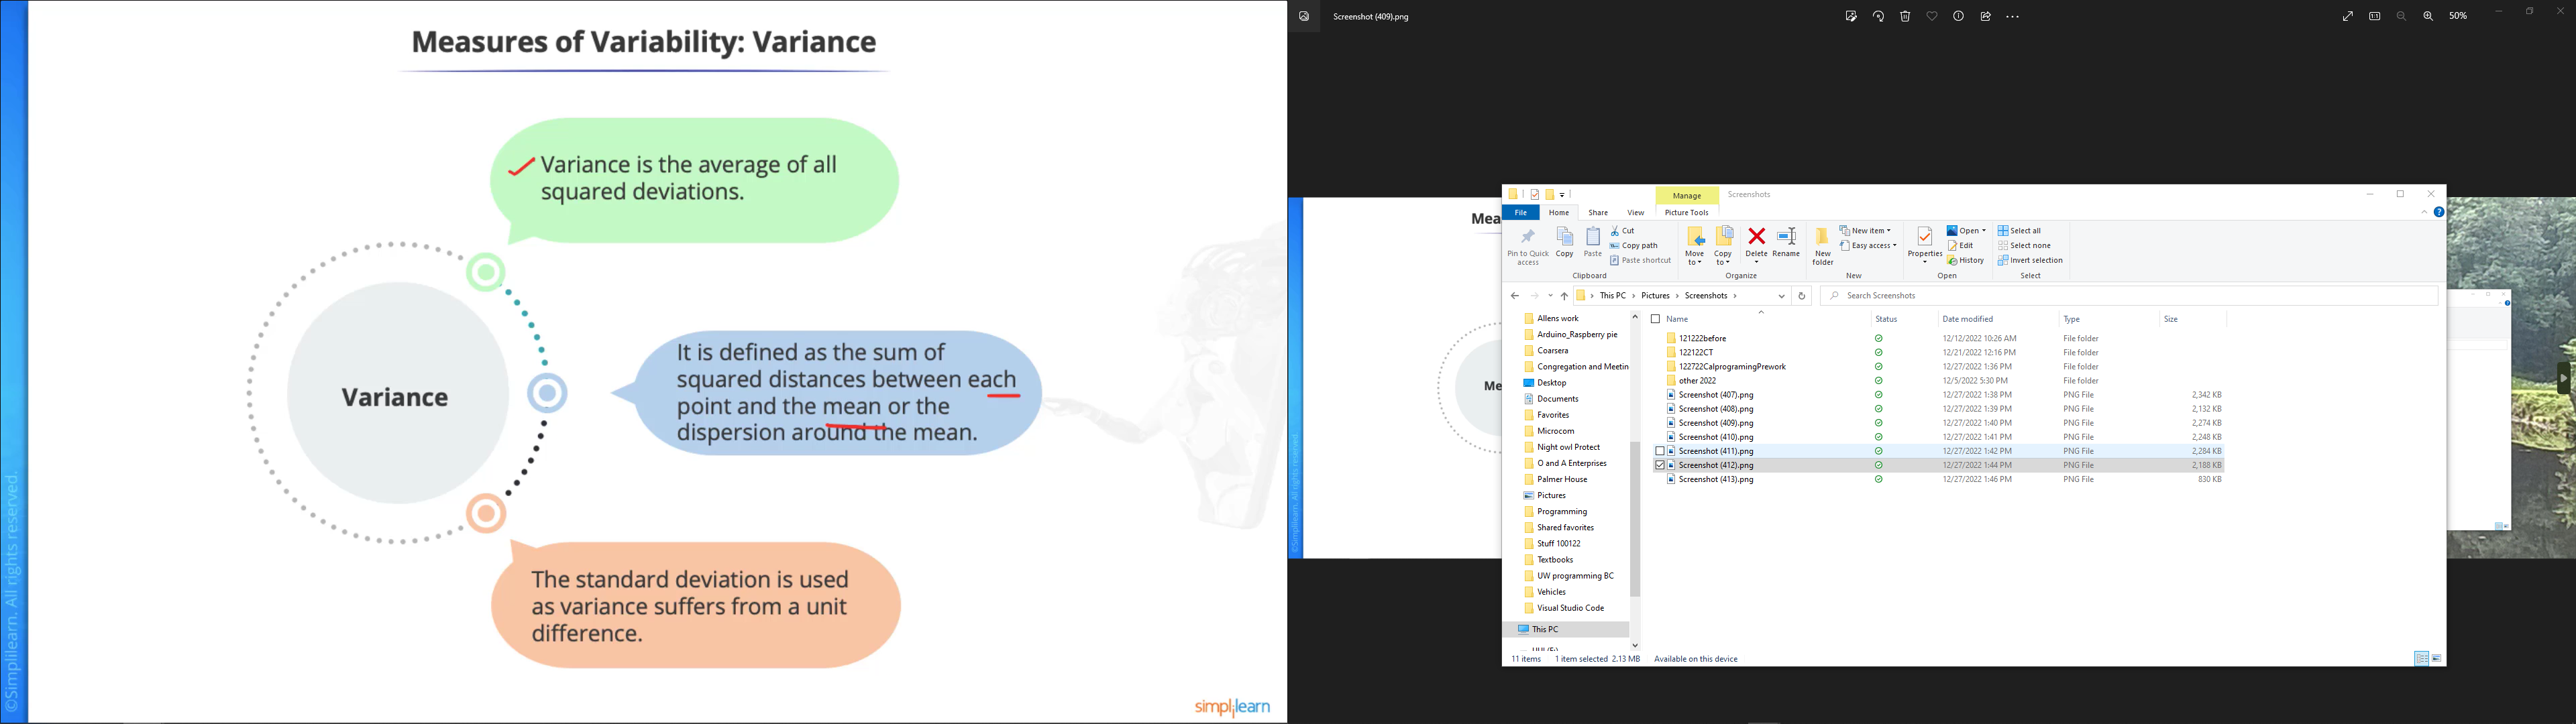 Measures of Variability: Variance
Variance is the average of all
squared deviations.
Variance
It is defined as the sum of
squared distances between each
point and the mean or the
dispersion around the mean.
The standard deviation is used
as variance suffers from a unit
difference.
©Simplilearn. All rights reserved.
simplilearn
Screenshot (409).png
50%
Mea
Me
©Simplilearn. All rights reserved.
Manage
Screenshots
File
Home
Share
View
Picture Tools
Pin to Quick
access
Copy
Paste
Cut
Copy path
Paste shortcut
Clipboard
Move
to
Copy
to
Delete
Rename
Organize
New
folder
New item
Easy access
New
Properties
Open
Edit
History
Open
Select all
Select none
Invert selection
Select
This PC
Pictures
Screenshots
Search Screenshots
Allens work
Arduino_Raspberry pie
Coarsera
Congregation and Meetin
Desktop
Documents
Favorites
Microcom
Night owl Protect
O and A Enterprises
Palmer House
Pictures
Programming
Shared favorites
Stuff 100122
Textbooks
UW programming BC
Vehicles
Visual Studio Code
This PC
Name Status Date modified Type Size
121222before 12/12/2022 10:26 AM File folder
122122CT 12/21/2022 12:16 PM File folder
122722CalprogramingPrework 12/27/2022 1:36 PM File folder
other 2022 12/5/2022 5:30 PM File folder
Screenshot (407).png 12/27/2022 1:38 PM PNG File 2,342 KB
Screenshot (408).png 12/27/2022 1:39 PM PNG File 2,132 KB
Screenshot (409).png 12/27/2022 1:40 PM PNG File 2,274 KB
Screenshot (410).png 12/27/2022 1:41 PM PNG File 2,248 KB
Screenshot (411).png 12/27/2022 1:42 PM PNG File 2,284 KB
Screenshot (412).png 12/27/2022 1:44 PM PNG File 2,188 KB
Screenshot (413).png 12/27/2022 1:46 PM PNG File 830 KB
11 items 1 item selected 2.13 MB Available on this device